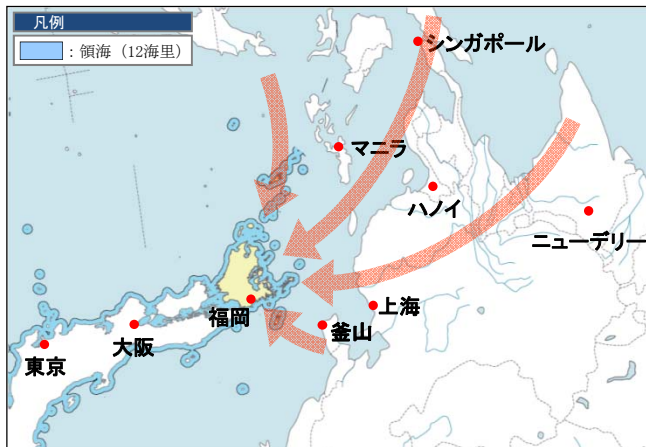 凡例
：領海（12海里）
シンガポール
マニラ
ハノイ
ニューデリー
上海
福岡
釜山
大阪
東京